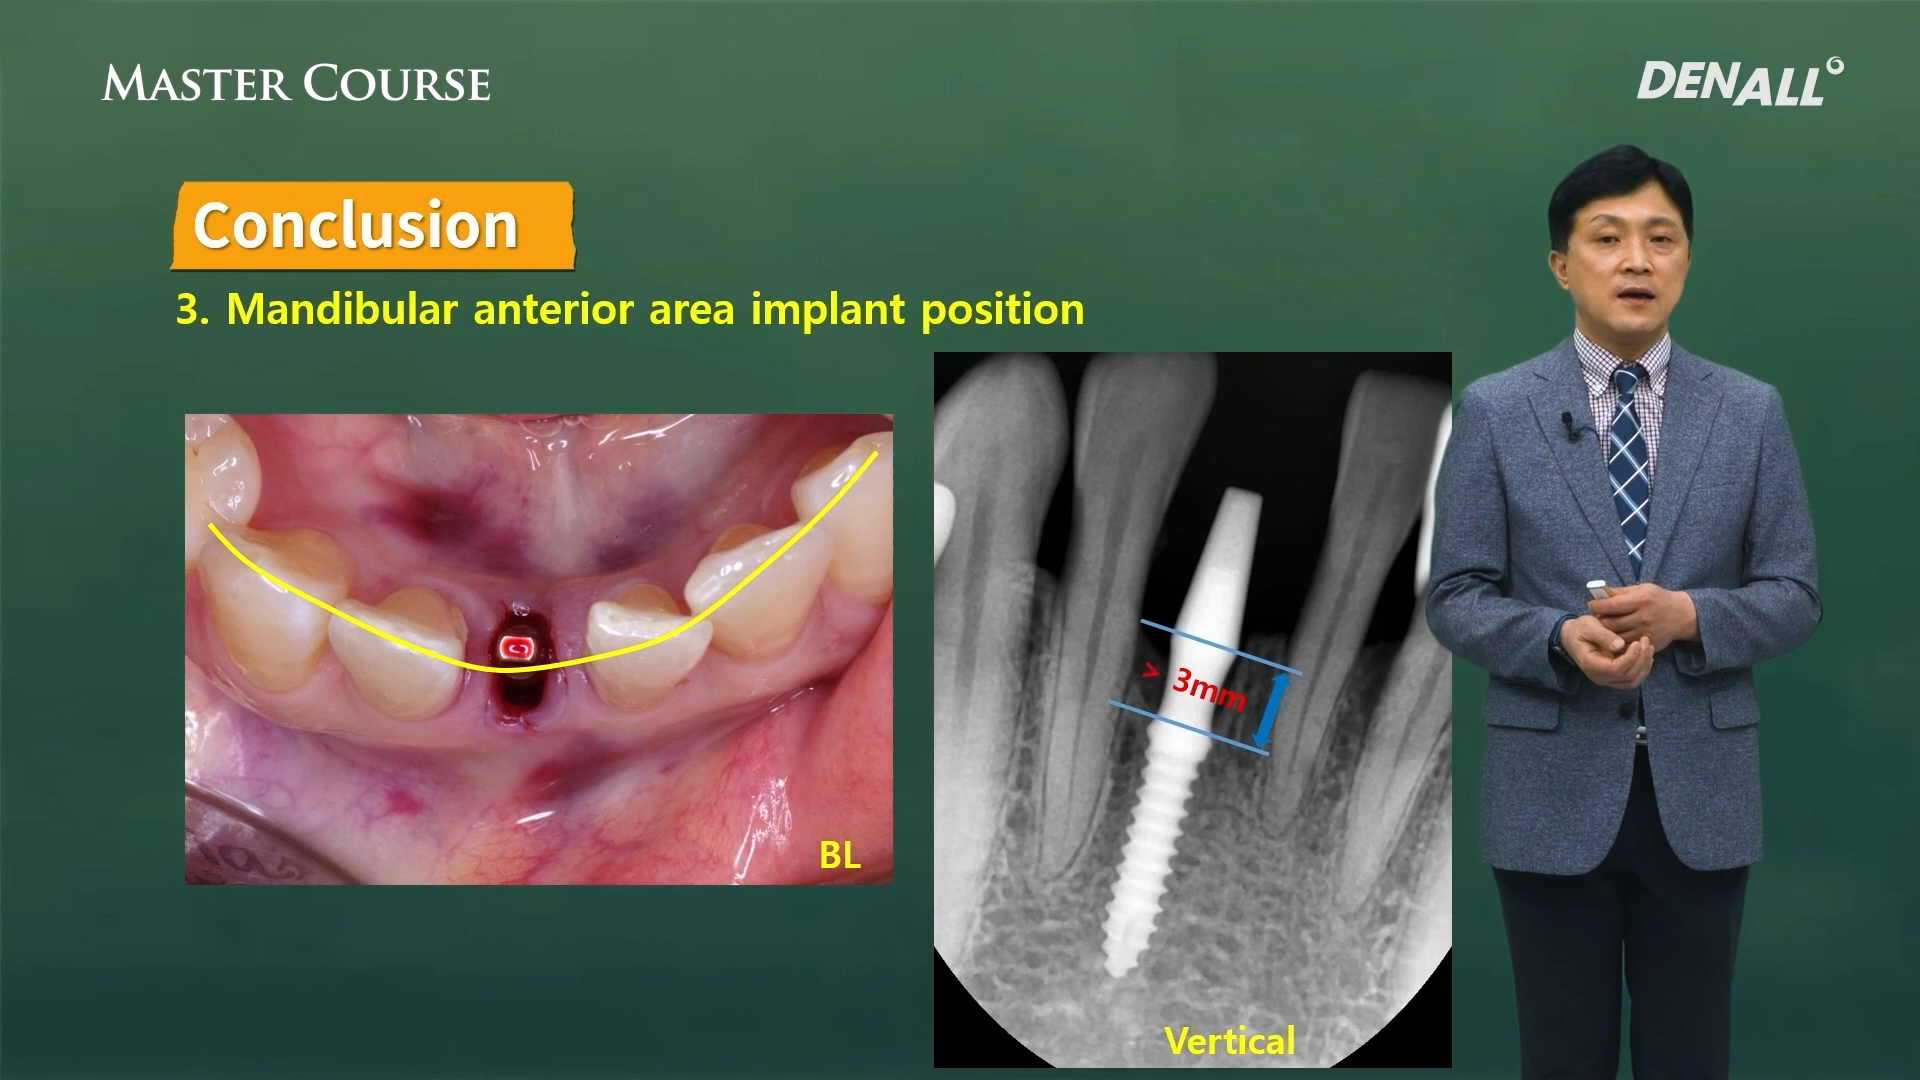 MASTER COURSE
DENALL
Conclusion
3. Mandibular anterior area implant position
> 3mm
BL
Vertical